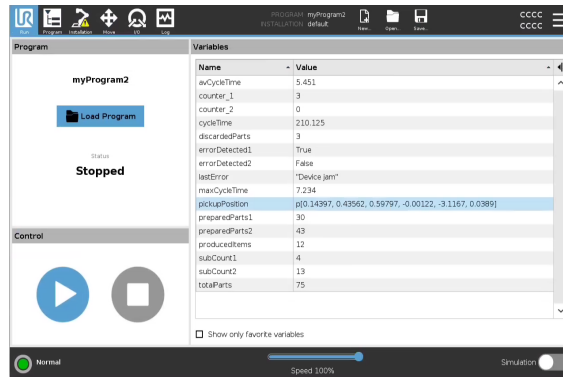 UR
Run
Program
Installation
Move
I/O
Log
PROGRAM myProgram2
INSTALLATION default
New...
Open...
Save...
CCCC
CCCC
Program
myProgram2
Load Program
Status
Stopped
Control
Variables
Name Value
avCycleTime 5.451
counter_1 3
counter_2 0
cycleTime 210.125
discardedParts 3
errorDetected1 True
errorDetected2 False
lastError "Device jam"
maxCycleTime 7.234
pickupPosition p[0.14397, 0.43562, 0.59797, -0.00122, -3.1167, 0.0389]
preparedParts1 30
preparedParts2 43
producedItems 12
subCount1 4
subCount2 13
totalParts 75
Show only favorite variables
Normal
Speed 100%
Simulation